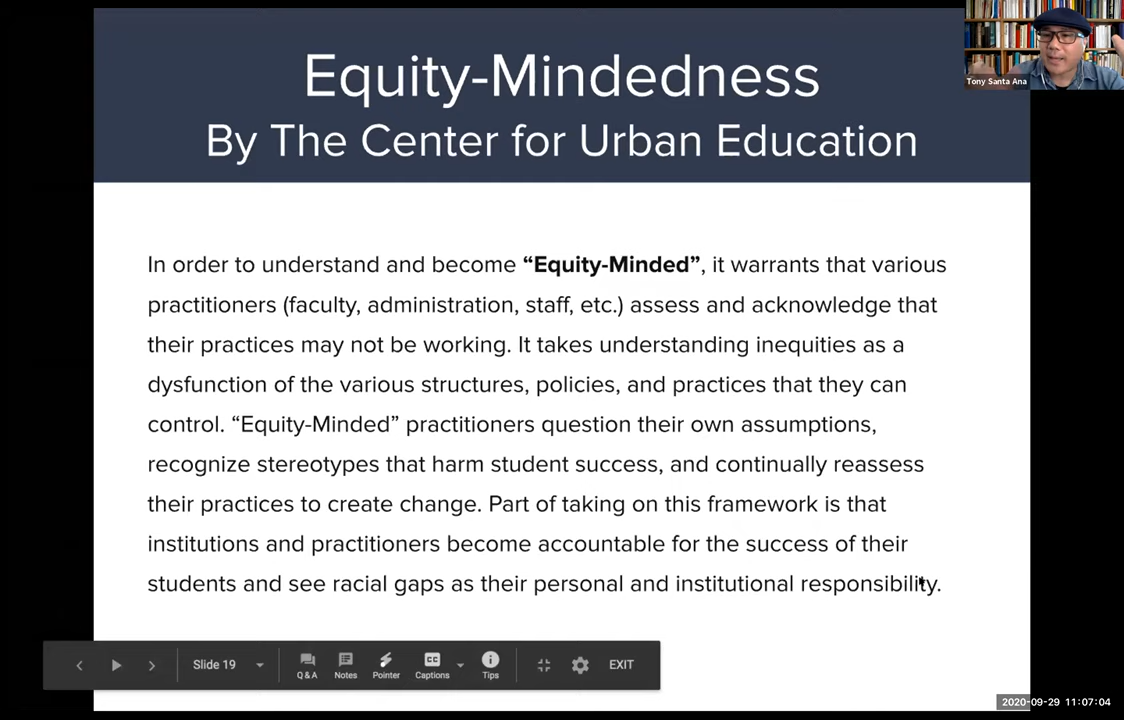 Equity-Mindedness
By The Center for Urban Education
Tony Santa Ana
In order to understand and become “Equity-Minded”, it warrants that various
practitioners (faculty, administration, staff, etc.) assess and acknowledge that
their practices may not be working. It takes understanding inequities as a
dysfunction of the various structures, policies, and practices that they can
control. “Equity-Minded” practitioners question their own assumptions,
recognize stereotypes that harm student success, and continually reassess
their practices to create change. Part of taking on this framework is that
institutions and practitioners become accountable for the success of their
students and see racial gaps as their personal and institutional responsibility.
Slide 19
Q & A
Notes
Pointer
CC
Captions
Tips
EXIT
2020-09-29 11:07:04